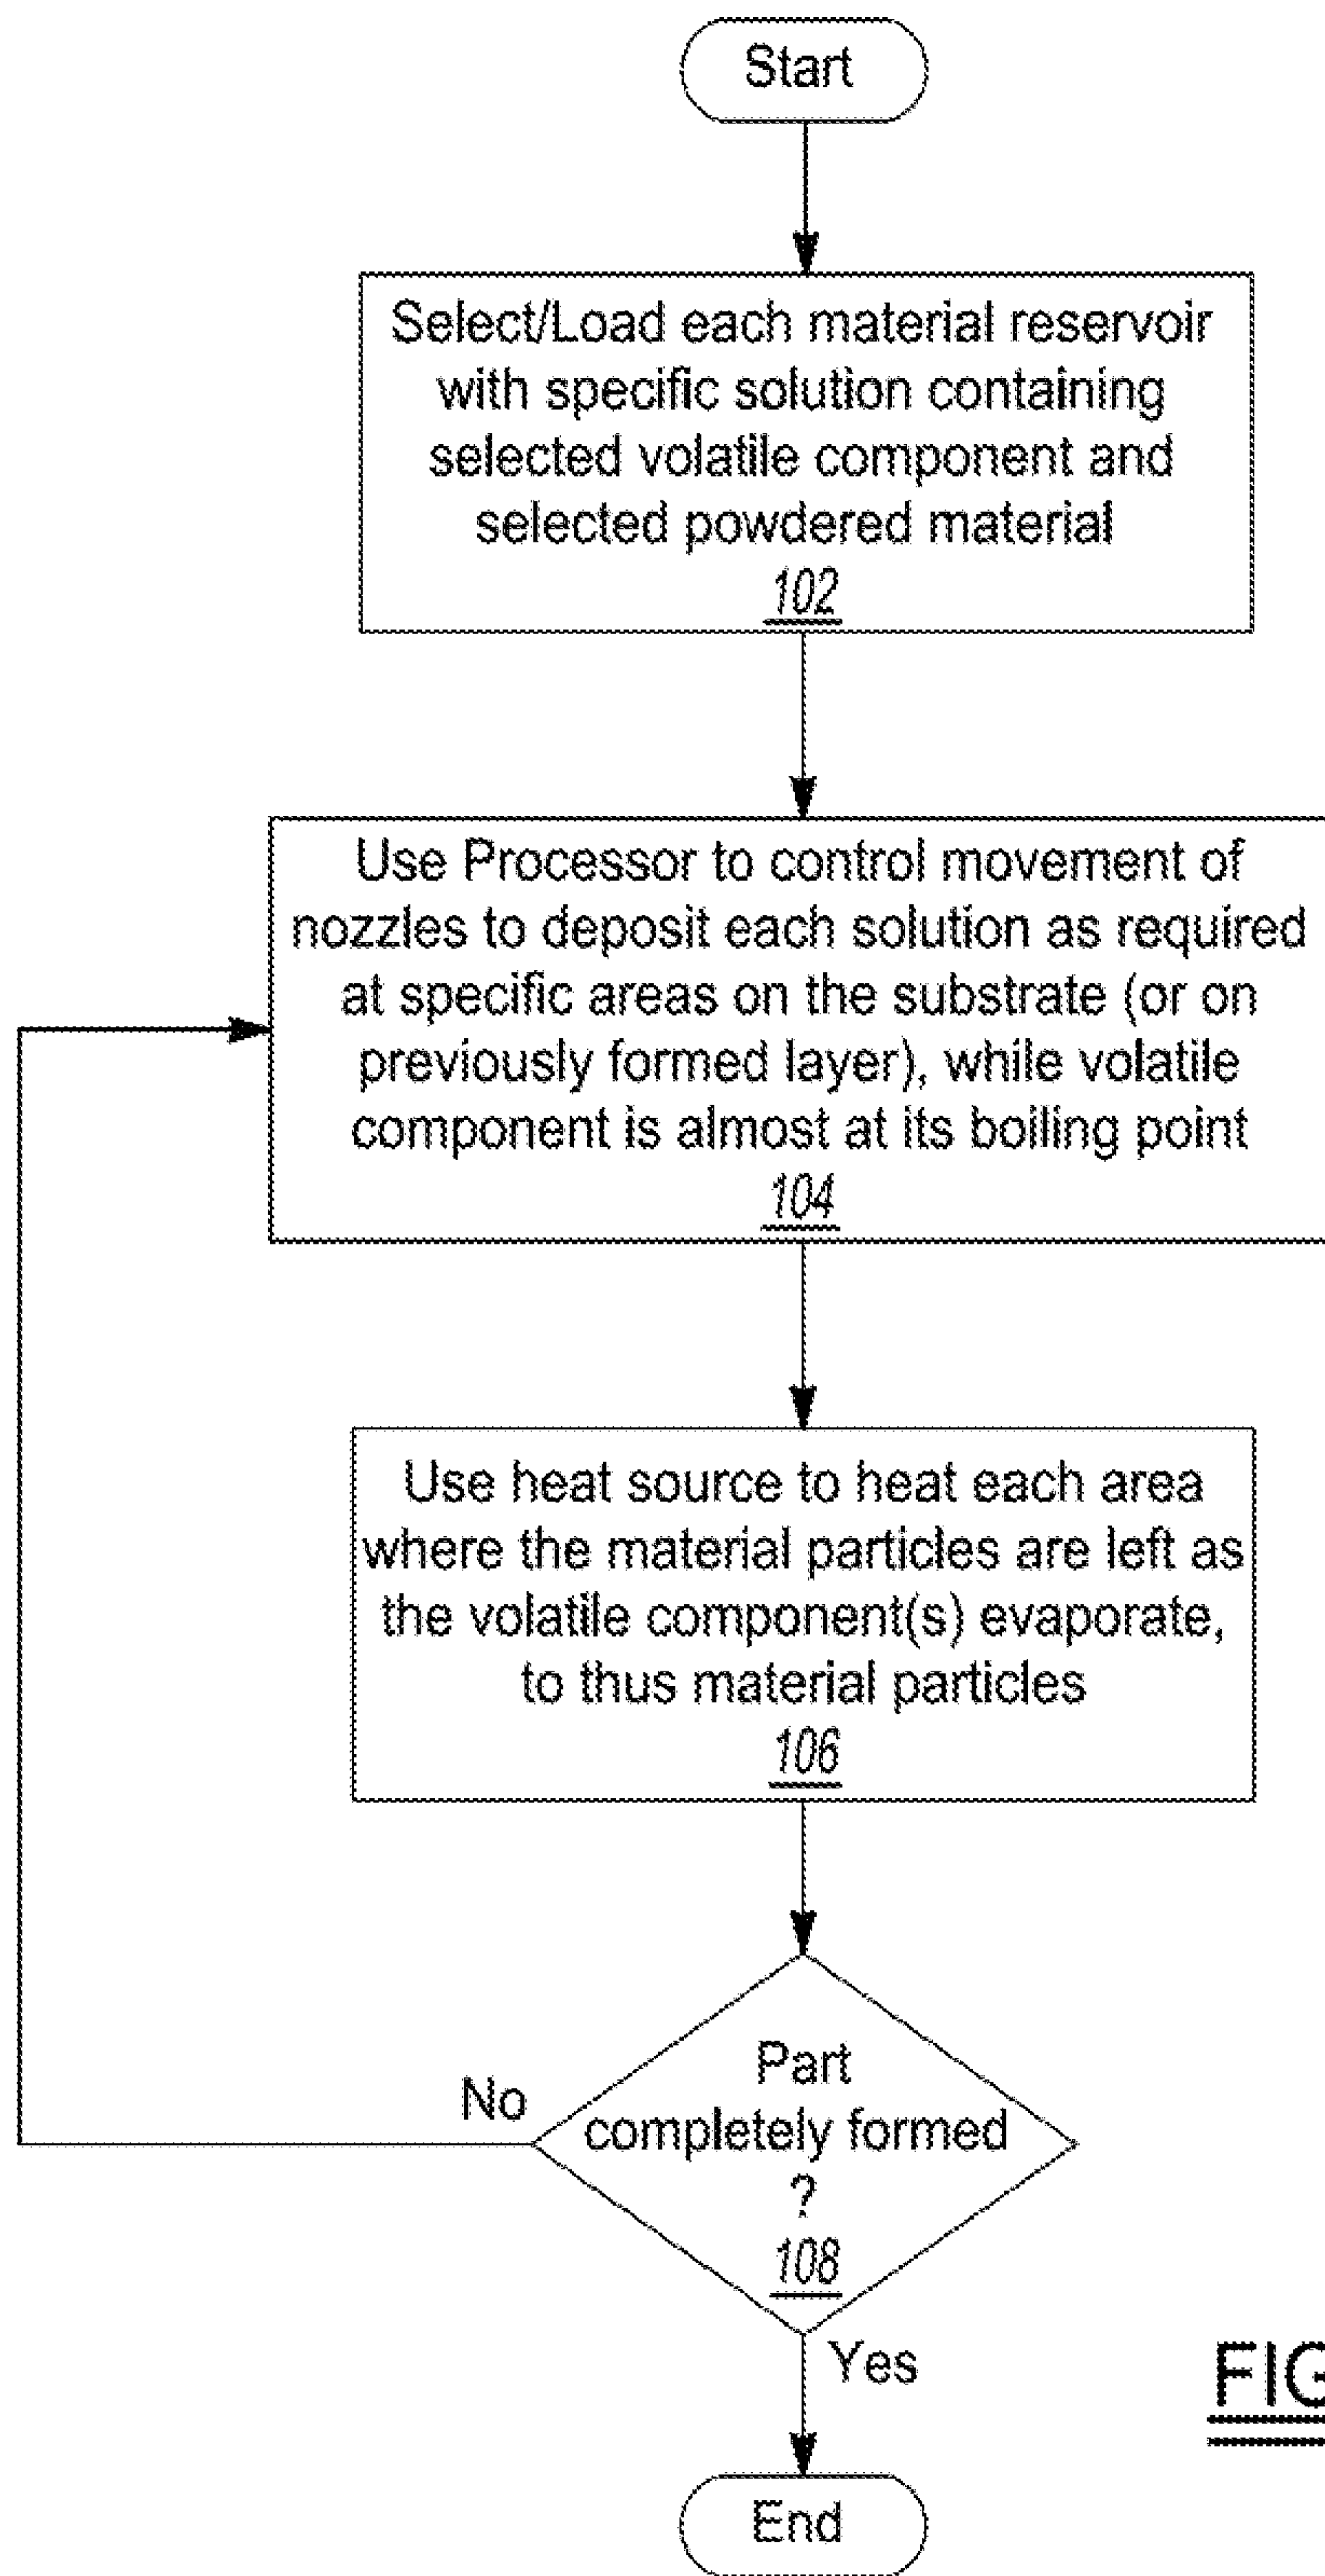 Start
Select/Load each material reservoir
with specific solution containing
selected volatile component and
selected powdered material
102
Use Processor to control movement of
nozzles to deposit each solution as required
at specific areas on the substrate (or on
previously formed layer), while volatile
component is almost at its boiling point
104
Use heat source to heat each area
where the material particles are left as
the volatile component(s) evaporate,
to thus material particles
106
Part
completely formed
?
108
No
Yes
FIG
End